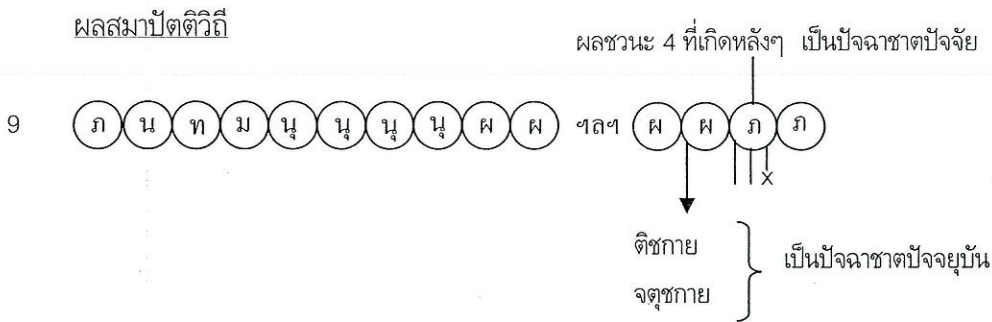 ผลสมาปัตติวิถี
ผลชวนะ 4 ที่เกิดหลังๆ เป็นปัจฉาชาตปัจจัย
9 ภ น ท ม นุ นุ นุ นุ ผ ผ ฯลฯ ผ ผ ภ ภ
x
ติชกาย
จตุชกาย
เป็นปัจฉาชาตปัจจยุบัน